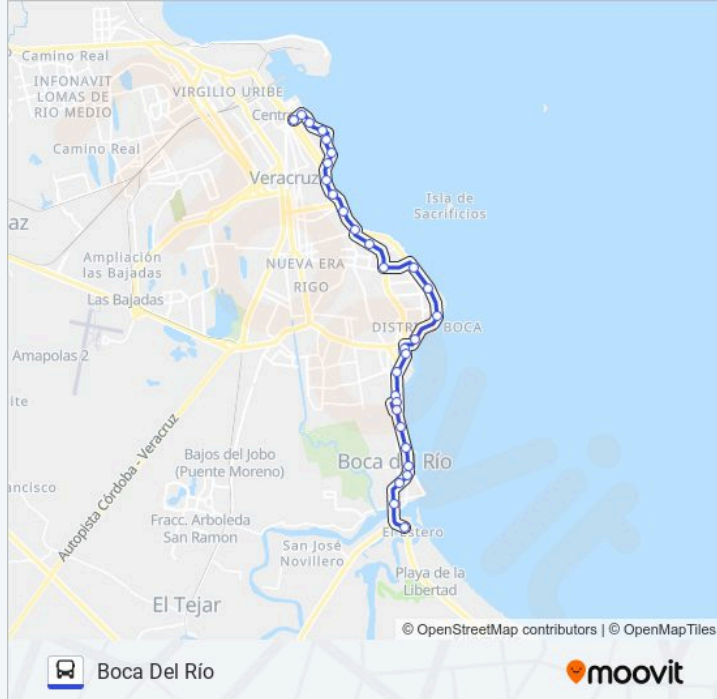 Camino Real
INFONAVIT
LOMAS DE
RIO MEDIO
VIRGILIO URIBE
Centro
Camino Real
Veracruz
Isla de
Sacrificios
az
Ampliación
las Bajadas
NUEVA ERA
Las Bajadas
RIGO
DISTR BOCA
Amapolas 2
ite
Autopista Córdoba - Veracruz
Bajos del Jobo
(Puente Moreno)
Boca del Río
ancisco
Fracc. Arboleda
San Ramon
El Estero
San José
Novillero
Playa de la
Libertad
El Tejar
© OpenStreetMap contributors | © OpenMapTiles
Boca Del Río
moovit